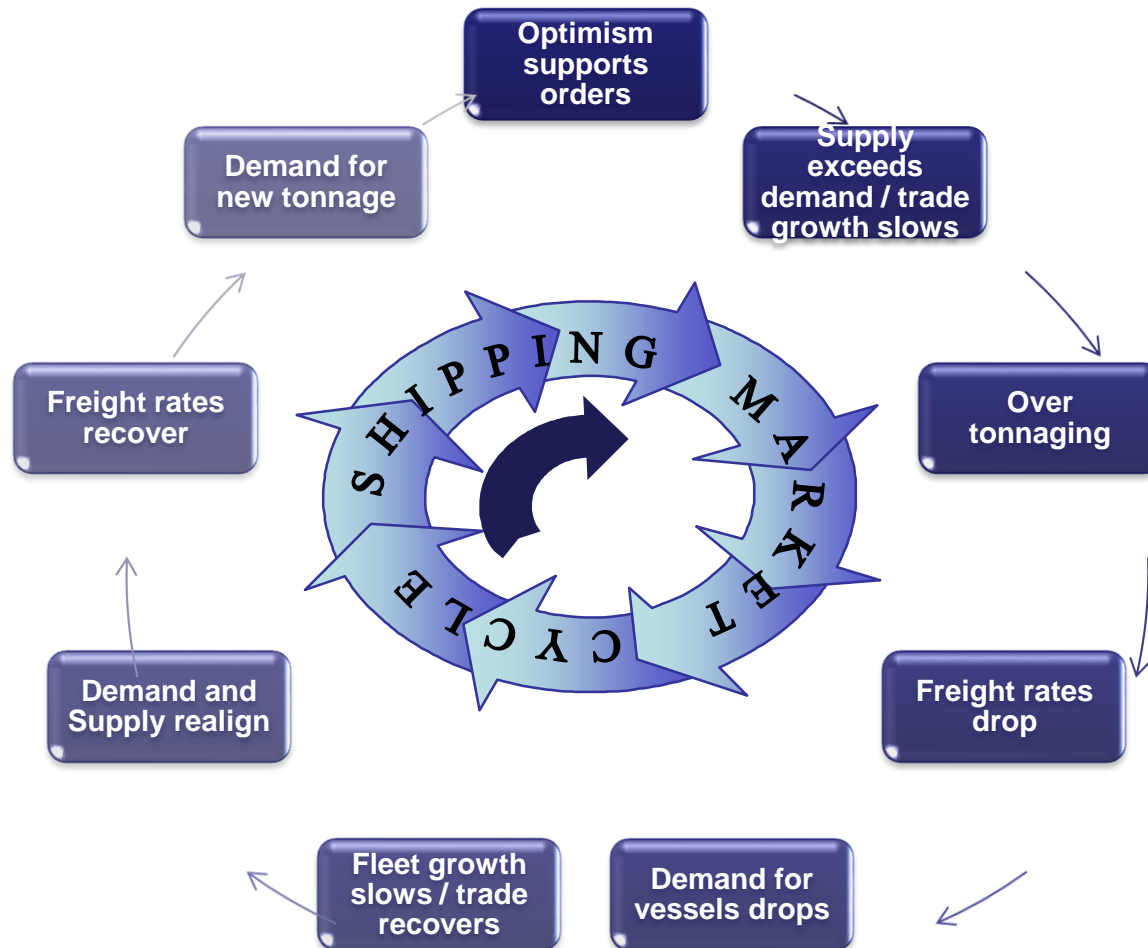 Optimism
supports
orders
Supply
exceeds
demand / trade
growth slows
Over
tonnaging
Freight rates
drop
Demand for
vessels drops
Fleet growth
slows / trade
recovers
Demand and
Supply realign
Freight rates
recover
Demand for
new tonnage
SHIPPING MARKET CYCLE